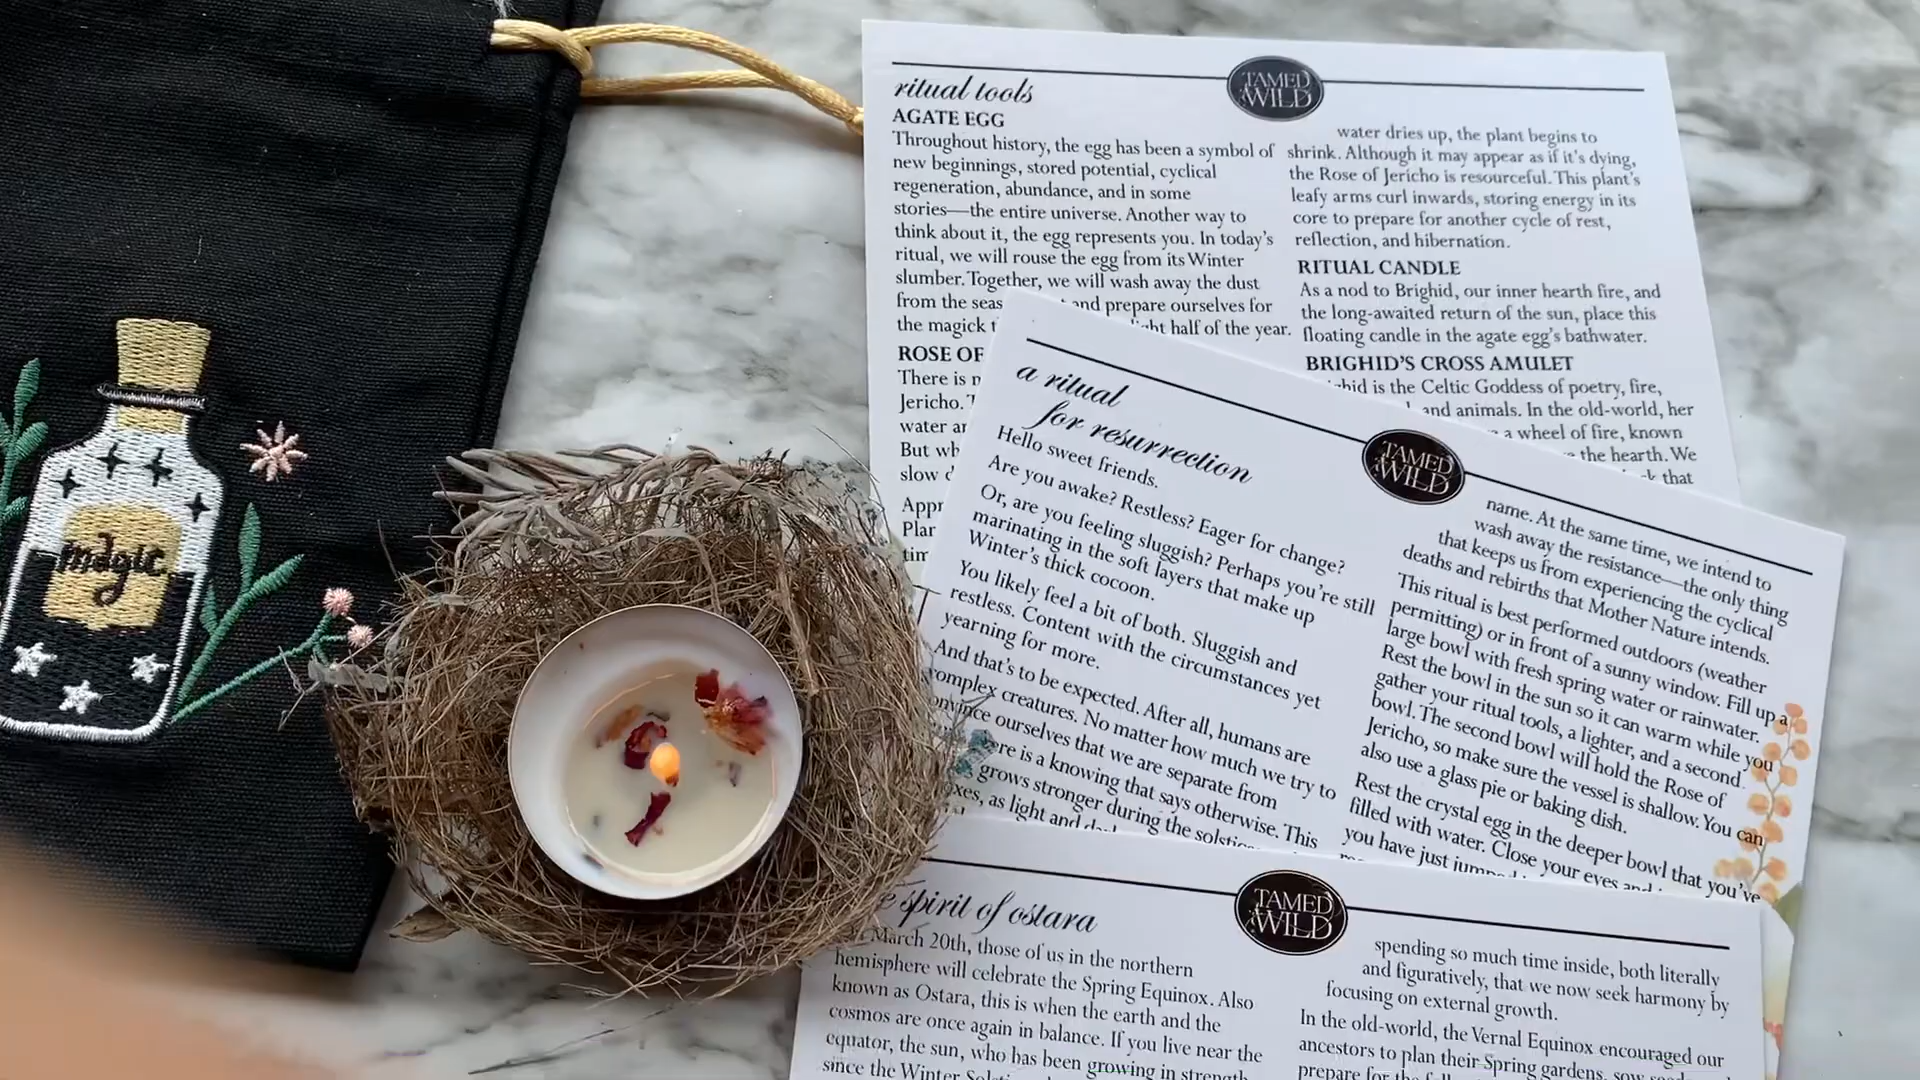 magic
TAMED
WILD
ritual tools
AGATE EGG
Throughout history, the egg has been a symbol of
new beginnings, stored potential, cyclical
regeneration, abundance, and in some
stories—the entire universe. Another way to
think about it, the egg represents you. In today's
ritual, we will rouse the egg from its Winter
slumber. Together, we will wash away the dust
from the seas and prepare ourselves for
the magick half of the year.
ROSE OF
There is
Jericho.
water
But
slow
water dries up, the plant begins to
shrink. Although it may appear as if it's dying,
the Rose of Jericho is resourceful. This plant's
leafy arms curl inwards, storing energy in its
core to prepare for another cycle of rest,
reflection, and hibernation.
RITUAL CANDLE
As a nod to Brighid, our inner hearth fire, and
the long-awaited return of the sun, place this
floating candle in the agate egg's bathwater.
BRIGHID'S CROSS AMULET
is the Celtic Goddess of poetry, fire,
and animals. In the old-world, her
a wheel of fire, known
the hearth. We
that
a ritual
for resurrection
TAMED
WILD
Hello sweet friends.
Are you awake? Restless? Eager for change?
Or, are you feeling sluggish? Perhaps you're still
marinating in the soft layers that make up
Winter's thick cocoon.
You likely feel a bit of both. Sluggish and
restless. Content with the circumstances yet
yearning for more.
And that's to be expected. After all, humans are
complex creatures. No matter how much we try to
convince ourselves that we are separate from
there is a knowing that says otherwise. This
grows stronger during the
as light and
name. At the same time, we intend to
wash away the resistance—the only thing
that keeps us from experiencing the cyclical
deaths and rebirths that Mother Nature intends.
This ritual is best performed outdoors (weather
permitting) or in front of a sunny window. Fill up a
large bowl with fresh spring water or rainwater.
Rest the bowl in the sun so it can warm while you
gather your ritual tools, a lighter, and a second
bowl. The second bowl will hold the Rose of
Jericho, so make sure the vessel is shallow. You can
also use a glass pie or baking dish.
Rest the crystal egg in the deeper bowl that you've
filled with water. Close your eyes and
you have just
spirit of ostara
TAMED
WILD
March 20th, those of us in the northern
hemisphere will celebrate the Spring Equinox. Also
known as Ostara, this is when the earth and the
cosmos are once again in balance. If you live near the
equator, the sun, who has been growing in strength
since the Winter
spending so much time inside, both literally
and figuratively, that we now seek harmony by
focusing on external growth.
In the old-world, the Vernal Equinox encouraged our
ancestors to plan their Spring gardens, sow
prepare for the